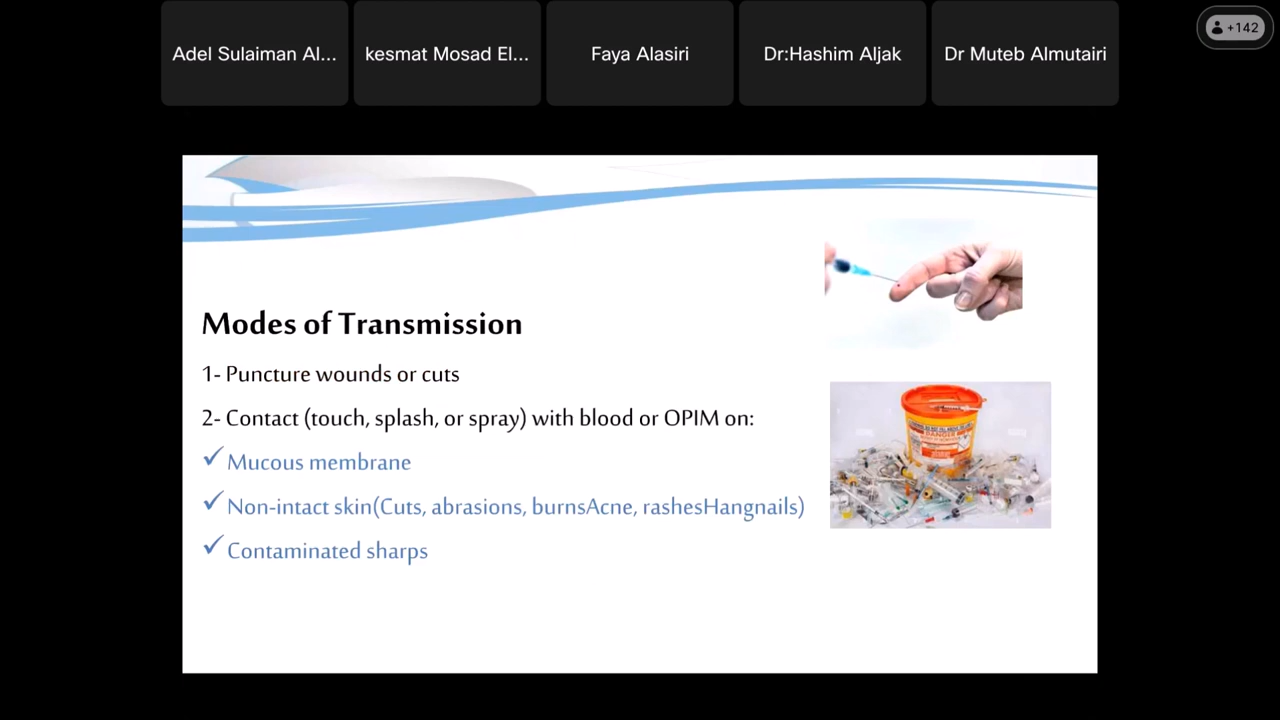 Adel Sulaiman Al...
kesmat Mosad El...
Faya Alasiri
Dr:Hashim Aljak
Dr Muteb Almutairi
+142
Modes of Transmission
1- Puncture wounds or cuts
2- Contact (touch, splash, or spray) with blood or OPIM on:
✓ Mucous membrane
✓ Non-intact skin(Cuts, abrasions, burnsAcne, rashesHangnails)
✓ Contaminated sharps
DANGER